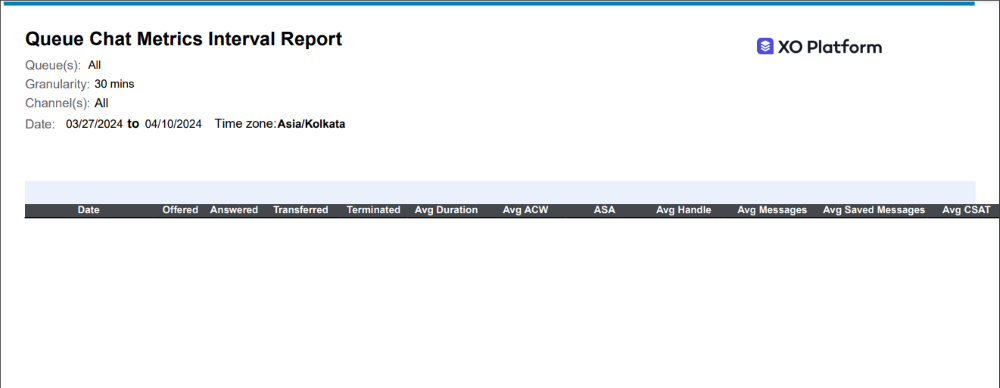 Queue Chat Metrics Interval Report
XO Platform
Queue(s): All
Granularity: 30 mins
Channel(s): All
Date: 03/27/2024 to 04/10/2024 Time zone:Asia/Kolkata
Date Offered Answered Transferred Terminated Avg Duration Avg ACW ASA Avg Handle Avg Messages Avg Saved Messages Avg CSAT